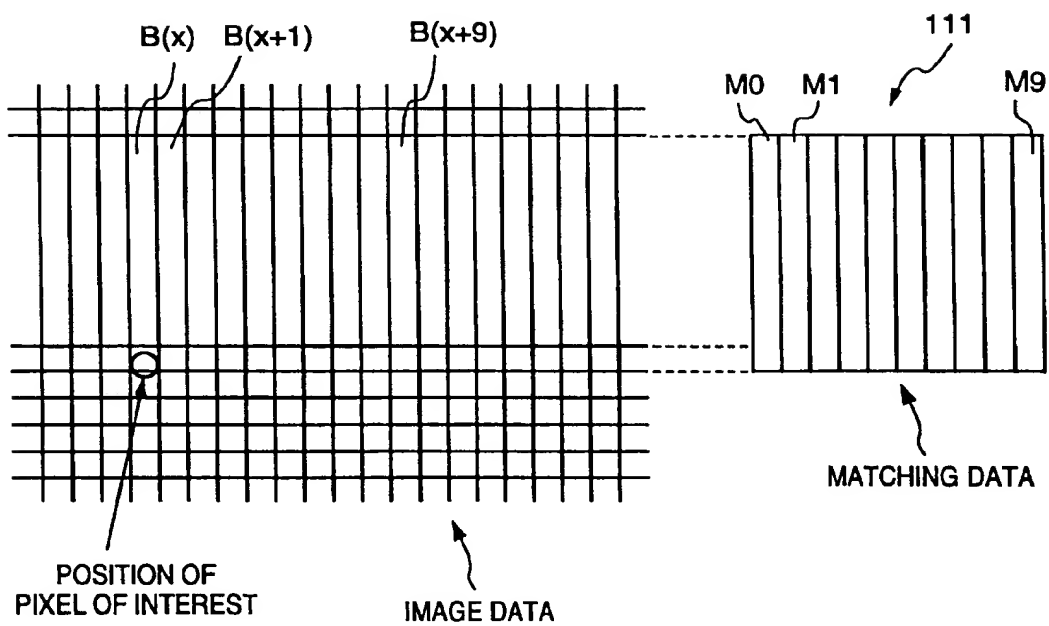 B(x) B(x+1) B(x+9)
111
M0 M1 M9
MATCHING DATA
POSITION OF
PIXEL OF INTEREST
IMAGE DATA